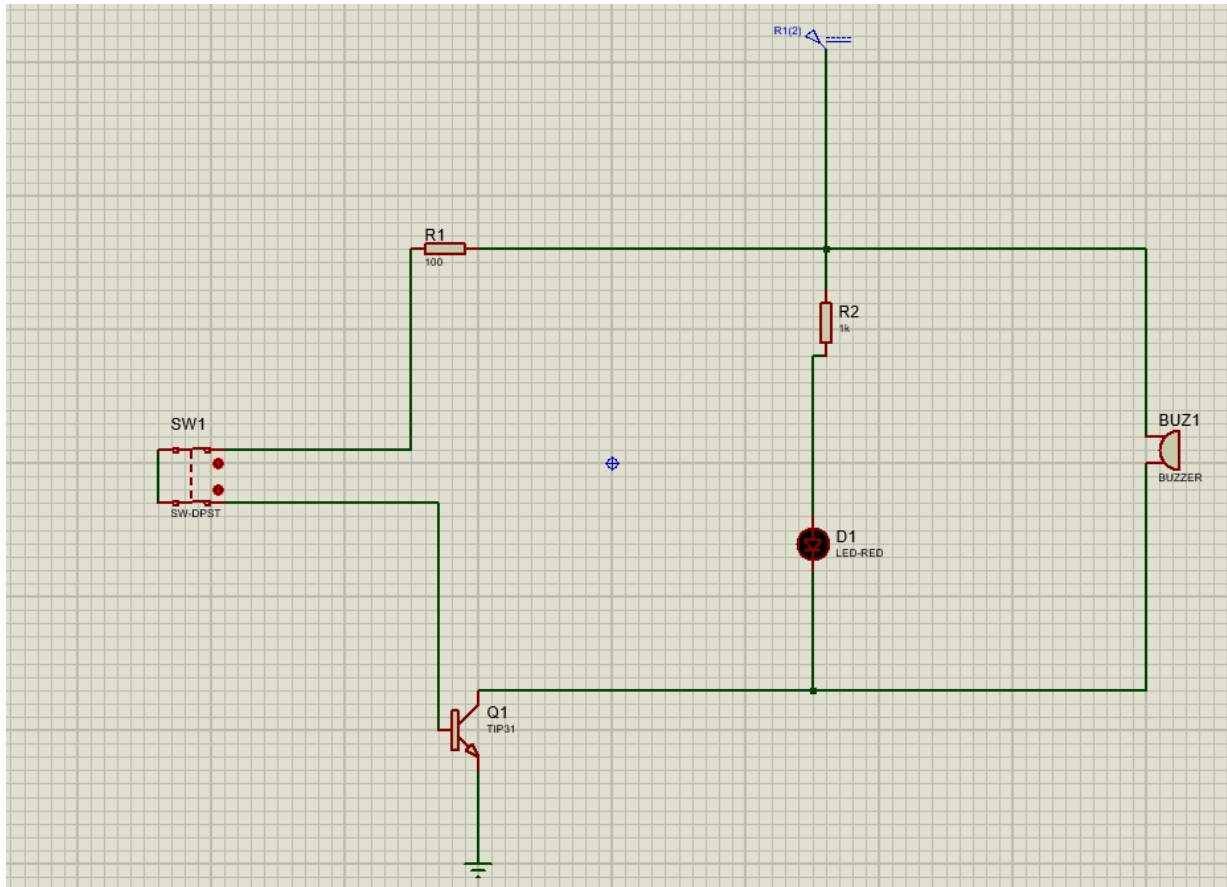 R1(2)
R1
100
R2
1k
SW1
SW-DPST
BUZ1
BUZZER
D1
LED-RED
Q1
TIP31